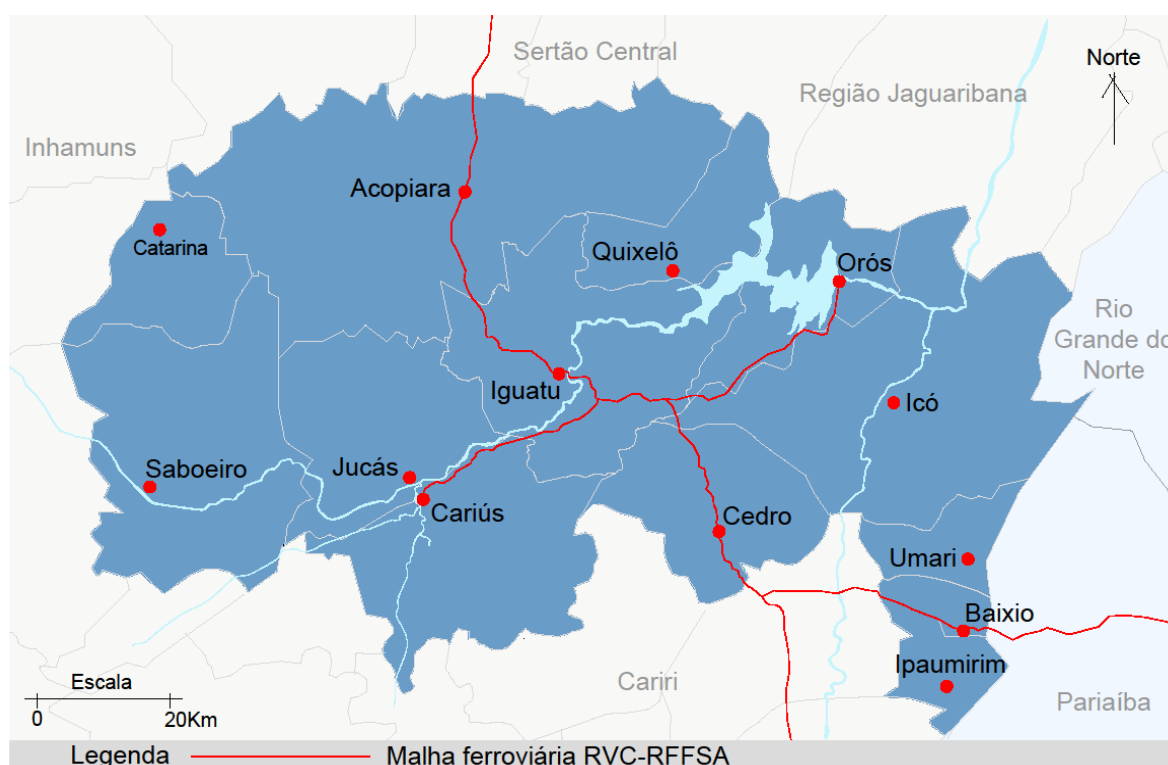 Sertão Central
Norte
Região Jaguaribana
Inhamuns
Acopiara
Catarina
Quixelô
Orós
Rio
Grande do
Norte
Iguatu
Icó
Saboeiro
Jucás
Cariús
Cedro
Umari
Baixio
Ipaumirim
Cariri
Pariaíba
Escala
0
20Km
Legenda
Malha ferroviária RVC-RFFSA